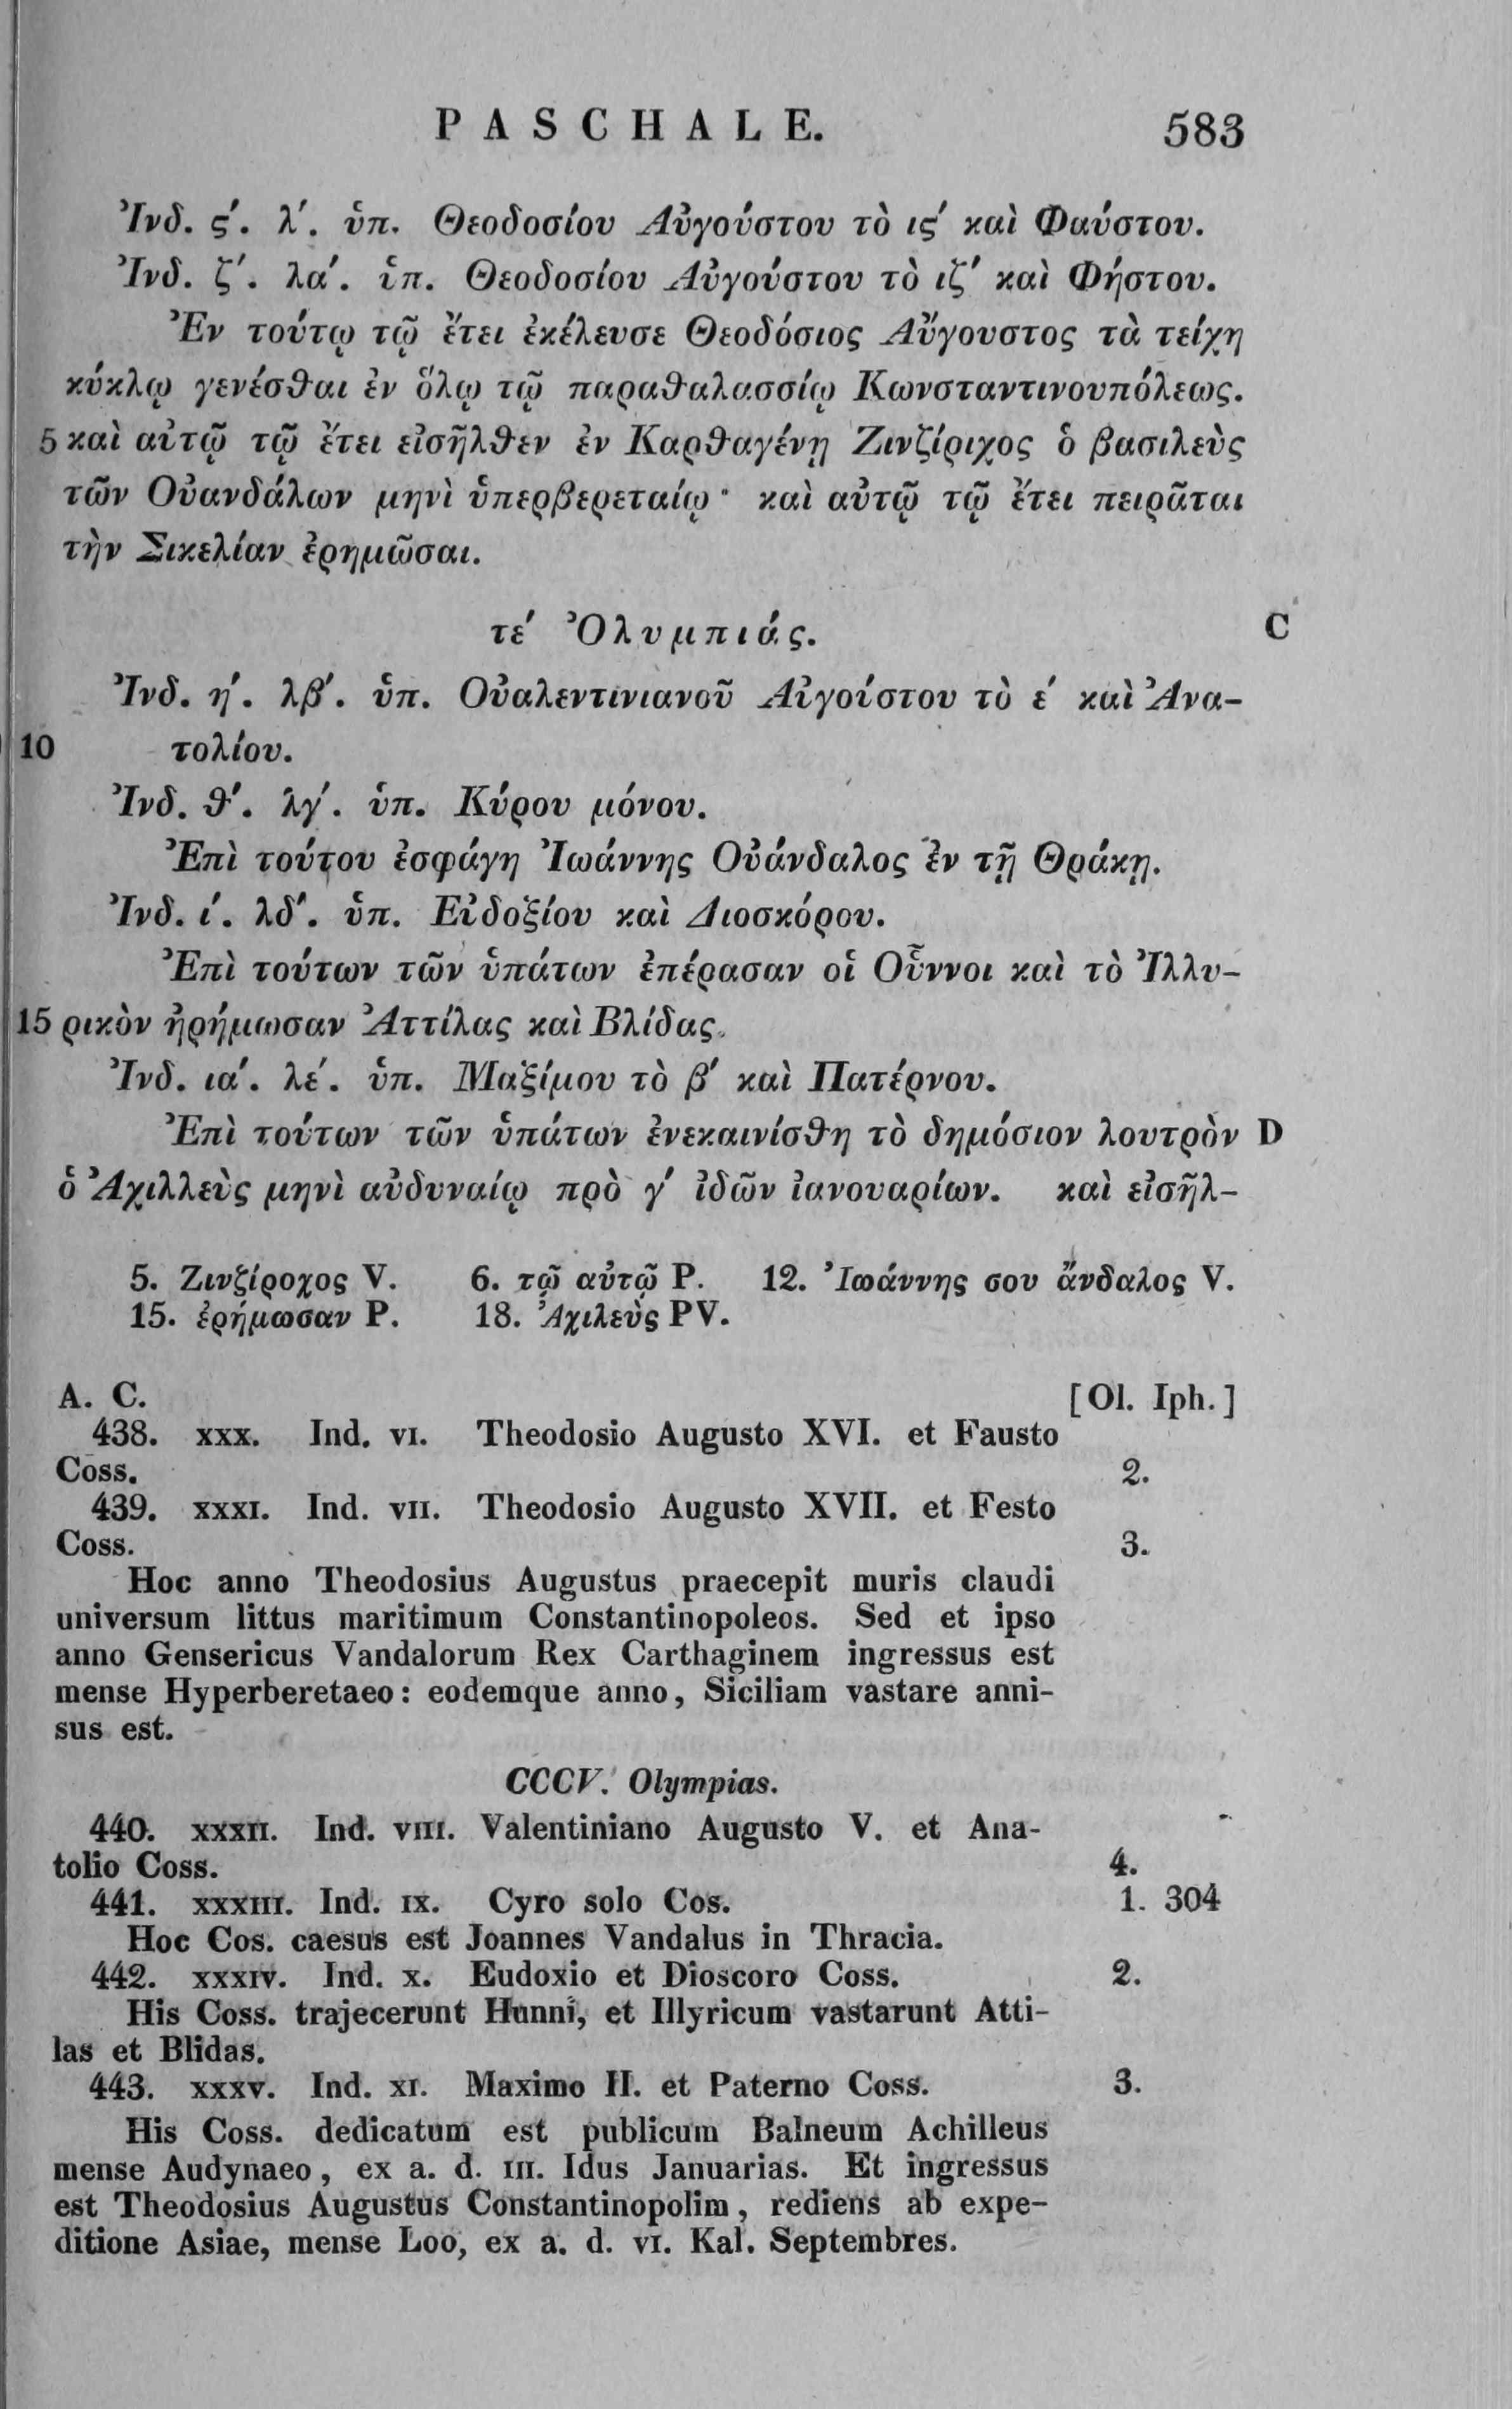 PASCHALE. 583
Ἰνδ. ϛ΄. λ΄. ὑπ. Θεοδοσίου Αὐγούστου τὸ ιϛ΄ καὶ Φαύστου.
Ἰνδ. ζ΄. λα΄. ὑπ. Θεοδοσίου Αὐγούστου τὸ ιζ΄ καὶ Φήστου.
Ἐν τούτῳ τῷ ἔτει ἐκέλευσε Θεοδόσιος Αὔγουστος τὰ τείχη
κύκλῳ γενέσθαι ἐν ὅλῳ τῷ παραθαλασσίῳ Κωνσταντινουπόλεως.
5 καὶ αὐτῷ τῷ ἔτει εἰσῆλθεν ἐν Καρθαγένῃ Ζινζίριχος ὁ βασιλεὺς
τῶν Οὐανδάλων μηνὶ ὑπερβερεταίῳ· καὶ αὐτῷ τῷ ἔτει πειρᾶται
τὴν Σικελίαν ἐρημῶσαι.
τε΄ Ὀλυμπιάς. C
Ἰνδ. η΄. λβ΄. ὑπ. Οὐαλεντινιανοῦ Αὐγούστου τὸ ε΄ καὶ Ἀνα-
10 τολίου.
Ἰνδ. θ΄. λγ΄. ὑπ. Κύρου μόνου.
Ἐπὶ τούτου ἐσφάγη Ἰωάννης Οὐάνδαλος ἐν τῇ Θράκῃ.
Ἰνδ. ι΄. λδ΄. ὑπ. Εὐδοξίου καὶ Διοσκόρου.
Ἐπὶ τούτων τῶν ὑπάτων ἐπέρασαν οἱ Οὖννοι καὶ τὸ Ἰλλυ-
15 ρικὸν ἠρήμωσαν Ἀττίλας καὶ Βλίδας.
Ἰνδ. ια΄. λε΄. ὑπ. Μαξίμου τὸ β΄ καὶ Πατέρνου.
Ἐπὶ τούτων τῶν ὑπάτων ἐνεκαινίσθη τὸ δημόσιον λουτρὸν D
ὁ Ἀχιλλεὺς μηνὶ αὐδυναίῳ πρὸ γ΄ ἰδῶν ἰανουαρίων. καὶ εἰσῆλ-
5. Ζινξίροχος V. 6. τῷ αὐτῷ P. 12. Ἰωάννης σου ἄνδαλος V.
15. ἐρήμωσαν P. 18. Ἀχιλεὺς PV.
A. C. [Ol. Iph.]
438. XXX. Ind. VI. Theodosio Augusto XVI. et Fausto
Coss. 2.
439. XXXI. Ind. VII. Theodosio Augusto XVII. et Festo
Coss. 3.
Hoc anno Theodosius Augustus praecepit muris claudi
universum littus maritimum Constantinopoleos. Sed et ipso
anno Gensericus Vandalorum Rex Carthaginem ingressus est
mense Hyperberetaeo: eodemque anno, Siciliam vastare anni-
sus est.
CCCV. Olympias.
440. XXXII. Ind. VIII. Valentiniano Augusto V. et Ana-
tolio Coss. 4.
441. XXXIII. Ind. IX. Cyro solo Cos. 1. 304
Hoc Cos. caesus est Joannes Vandalus in Thracia.
442. XXXIV. Ind. X. Eudoxio et Dioscoro Coss. 2.
His Coss. trajecerunt Hunni, et Illyricum vastarunt Atti-
las et Blidas.
443. XXXV. Ind. XI. Maximo II. et Paterno Coss. 3.
His Coss. dedicatum est publicum Balneum Achilleus
mense Audynaeo, ex a. d. III. Idus Januarias. Et ingressus
est Theodosius Augustus Constantinopolim, rediens ab expe-
ditione Asiae, mense Loo, ex a. d. VI. Kal. Septembres.